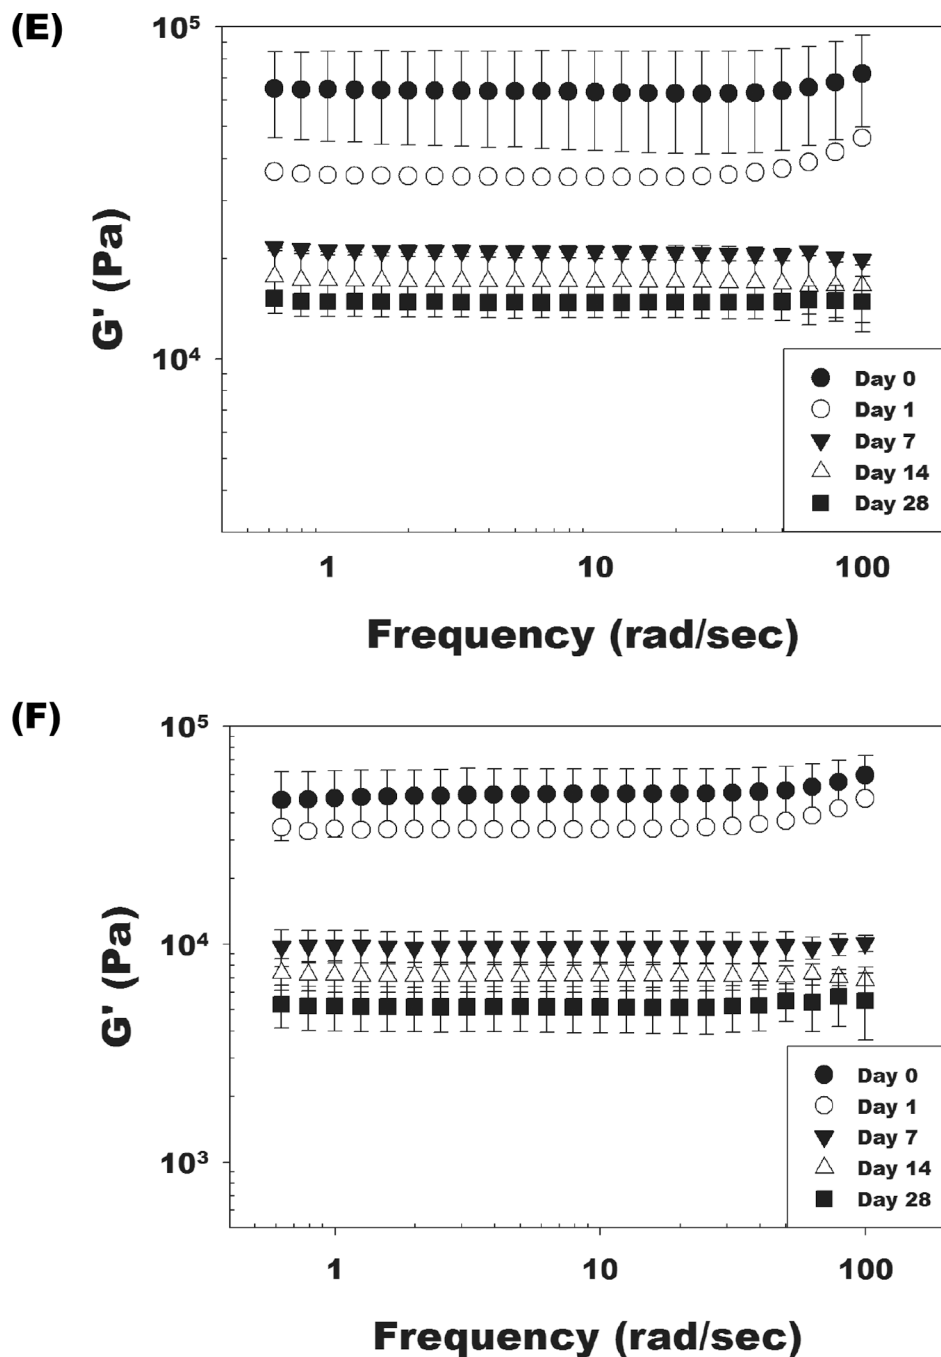 (E)
10⁵
10⁴
G' (Pa)
Day 0
Day 1
Day 7
Day 14
Day 28
1 10 100
Frequency (rad/sec)
(F)
10⁵
10⁴
10³
G' (Pa)
Day 0
Day 1
Day 7
Day 14
Day 28
1 10 100
Frequency (rad/sec)